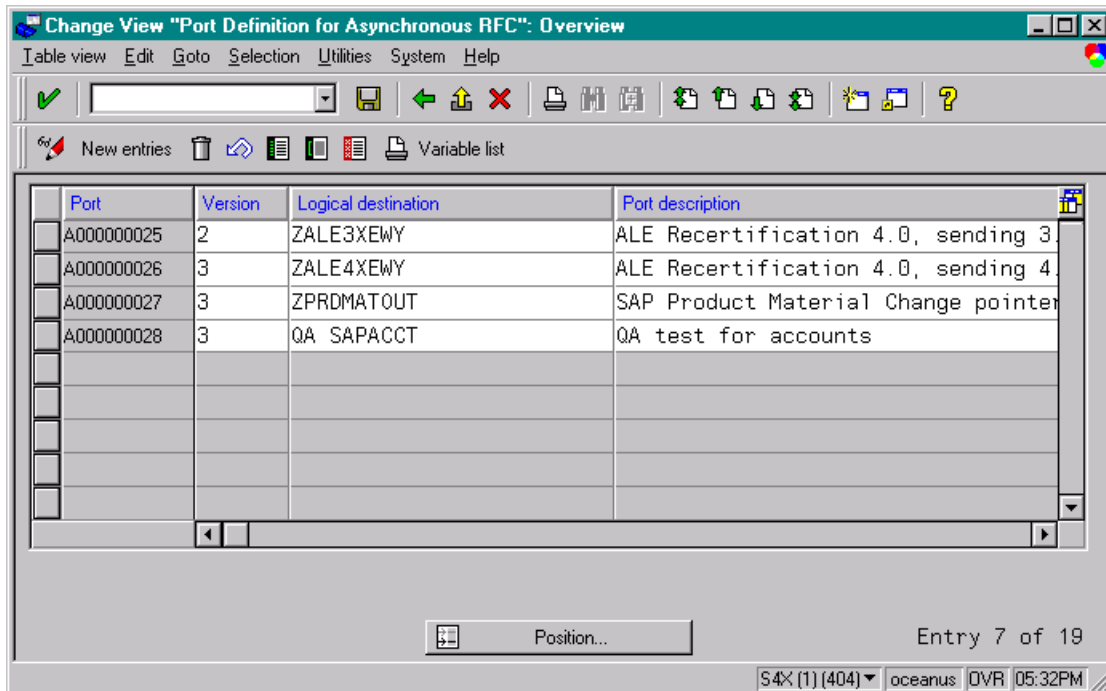 Change View "Port Definition for Asynchronous RFC": Overview
Table view Edit Goto Selection Utilities System Help
New entries Variable list
Port Version Logical destination Port description
A000000025 2 ZALE3XEWY ALE Recertification 4.0, sending 3.
A000000026 3 ZALE4XEWY ALE Recertification 4.0, sending 4.
A000000027 3 ZPRDMATOUT SAP Product Material Change pointer
A000000028 3 QA SAPACCT QA test for accounts
Position... Entry 7 of 19
S4X (1) (404) oceanus OVR 05:32PM